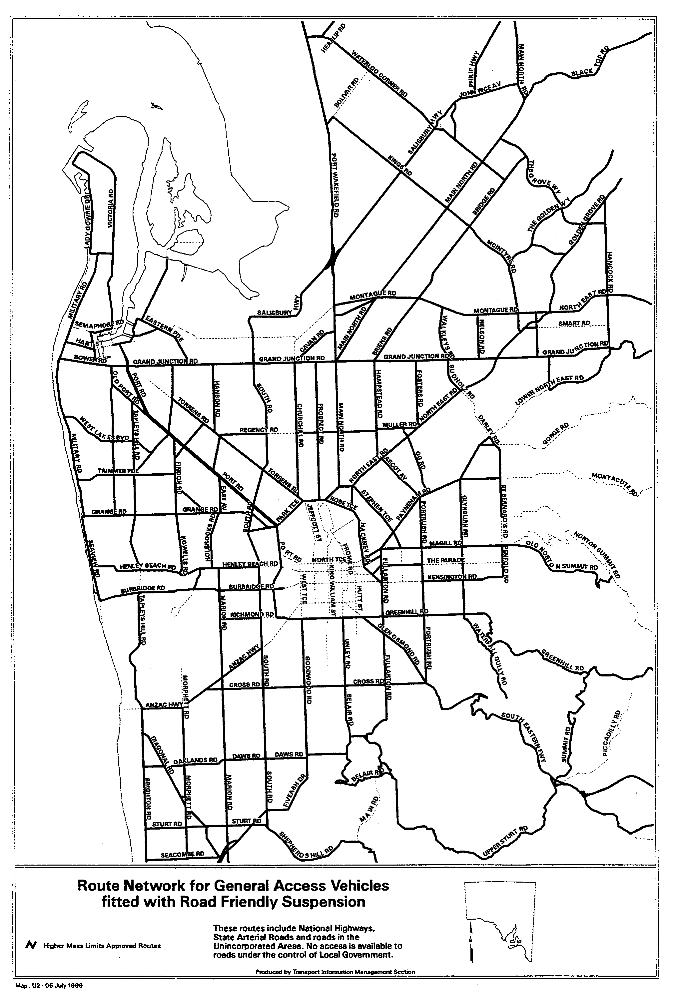 HEASLIP RD
WATERLOO CORNER RD
PHILIP HWY
MAIN NORTH RD
BLACK TOP RD
BOLIVAR RD
JOHN RICE AV
SALISBURY HWY
PORT WAKEFIELD RD
KINGS RD
MAIN NORTH RD
BRIDGE RD
THE GROVE WY
THE GOLDEN WY
GOLDEN GROVE RD
LADY GOWRIE DR
VICTORIA RD
MCINTYRE RD
HANCOCK RD
MILITARY RD
MONTAGUE RD
NORTH EAST RD
SALISBURY HWY
MONTAGUE RD
SEMAPHORE RD
EASTERN PDE
MAIN NORTH RD
WALKLEYS RD
NELSON RD
SMART RD
HART ST
CAVAN RD
BRIENS RD
BOWER RD
GRAND JUNCTION RD
GRAND JUNCTION RD
GRAND JUNCTION RD
GRAND JUNCTION RD
OLD PORT RD
PORT RD
HANSON RD
SOUTH RD
HAMPSTEAD RD
FOSTERS RD
SUDHOLZ RD
LOWER NORTH EAST RD
TORRENS RD
CHURCHILL RD
PROSPECT RD
MAIN NORTH RD
NORTH EAST RD
WEST LAKES BVD
TAPLEYS HILL RD
REGENCY RD
MULLER RD
DARLEY RD
GORGE RD
MILITARY RD
TRIMMER PDE
FINDON RD
PORT RD
TORRENS RD
NORTH EAST RD
ASCOT AV
OG RD
MONTACUTE RD
EAST AV
STEPHEN TCE
PAYNEHAM RD
ST BERNARD'S RD
GRANGE RD
GRANGE RD
PARK TCE
ROBE TCE
PORTRUSH RD
GLYNBURN RD
JEFFCOTT ST
SOUTH RD
HOLBROOKS RD
HACKNEY RD
SEAVIEW RD
ROWELLS RD
PORT RD
FROME RD
MAGILL RD
OLD NORTON SUMMIT RD
NORTON SUMMIT RD
HENLEY BEACH RD
HENLEY BEACH RD
NORTH TCE
FULLARTON RD
THE PARADE
PENFOLD RD
KENSINGTON RD
BURBRIDGE RD
BURBRIDGE RD
WEST TCE
KING WILLIAM ST
HUTT ST
TAPLEYS HILL RD
MARION RD
RICHMOND RD
GREENHILL RD
GLEN OSMOND RD
PORTRUSH RD
WATERFALL GULLY RD
GREENHILL RD
ANZAC HWY
SOUTH RD
GOODWOOD RD
UNLEY RD
FULLARTON RD
MORPHETT RD
CROSS RD
CROSS RD
ANZAC HWY
BELAIR RD
SOUTH EASTERN FWY
SUMMIT RD
PICCADILLY RD
DIAGONAL RD
OAKLANDS RD
DAWS RD
DAWS RD
BRIGHTON RD
MORPHETT RD
MARION RD
SOUTH RD
FIVEASH DR
BELAIR RD
MAIN RD
STURT RD
STURT RD
SHEPHERDS HILL RD
UPPER STURT RD
SEACOMBE RD
Route Network for General Access Vehicles
fitted with Road Friendly Suspension
Higher Mass Limits Approved Routes
These routes include National Highways,
State Arterial Roads and roads in the
Unincorporated Areas. No access is available to
roads under the control of Local Government.
N
Produced by Transport Information Management Section
Map : U2 - 06 July 1999